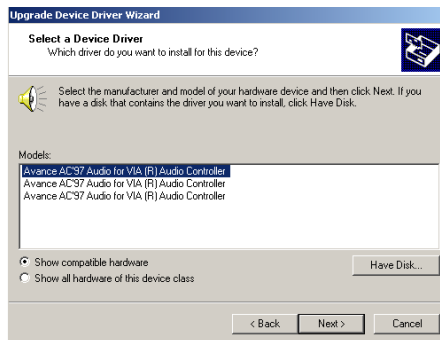 Upgrade Device Driver Wizard
Select a Device Driver
Which driver do you want to install for this device?
Select the manufacturer and model of your hardware device and then click Next. If you
have a disk that contains the driver you want to install, click Have Disk.
Models:
Avance AC'97 Audio for VIA (R) Audio Controller
Avance AC'97 Audio for VIA (R) Audio Controller
Avance AC'97 Audio for VIA (R) Audio Controller
Show compatible hardware
Have Disk...
Show all hardware of this device class
< Back
Next >
Cancel